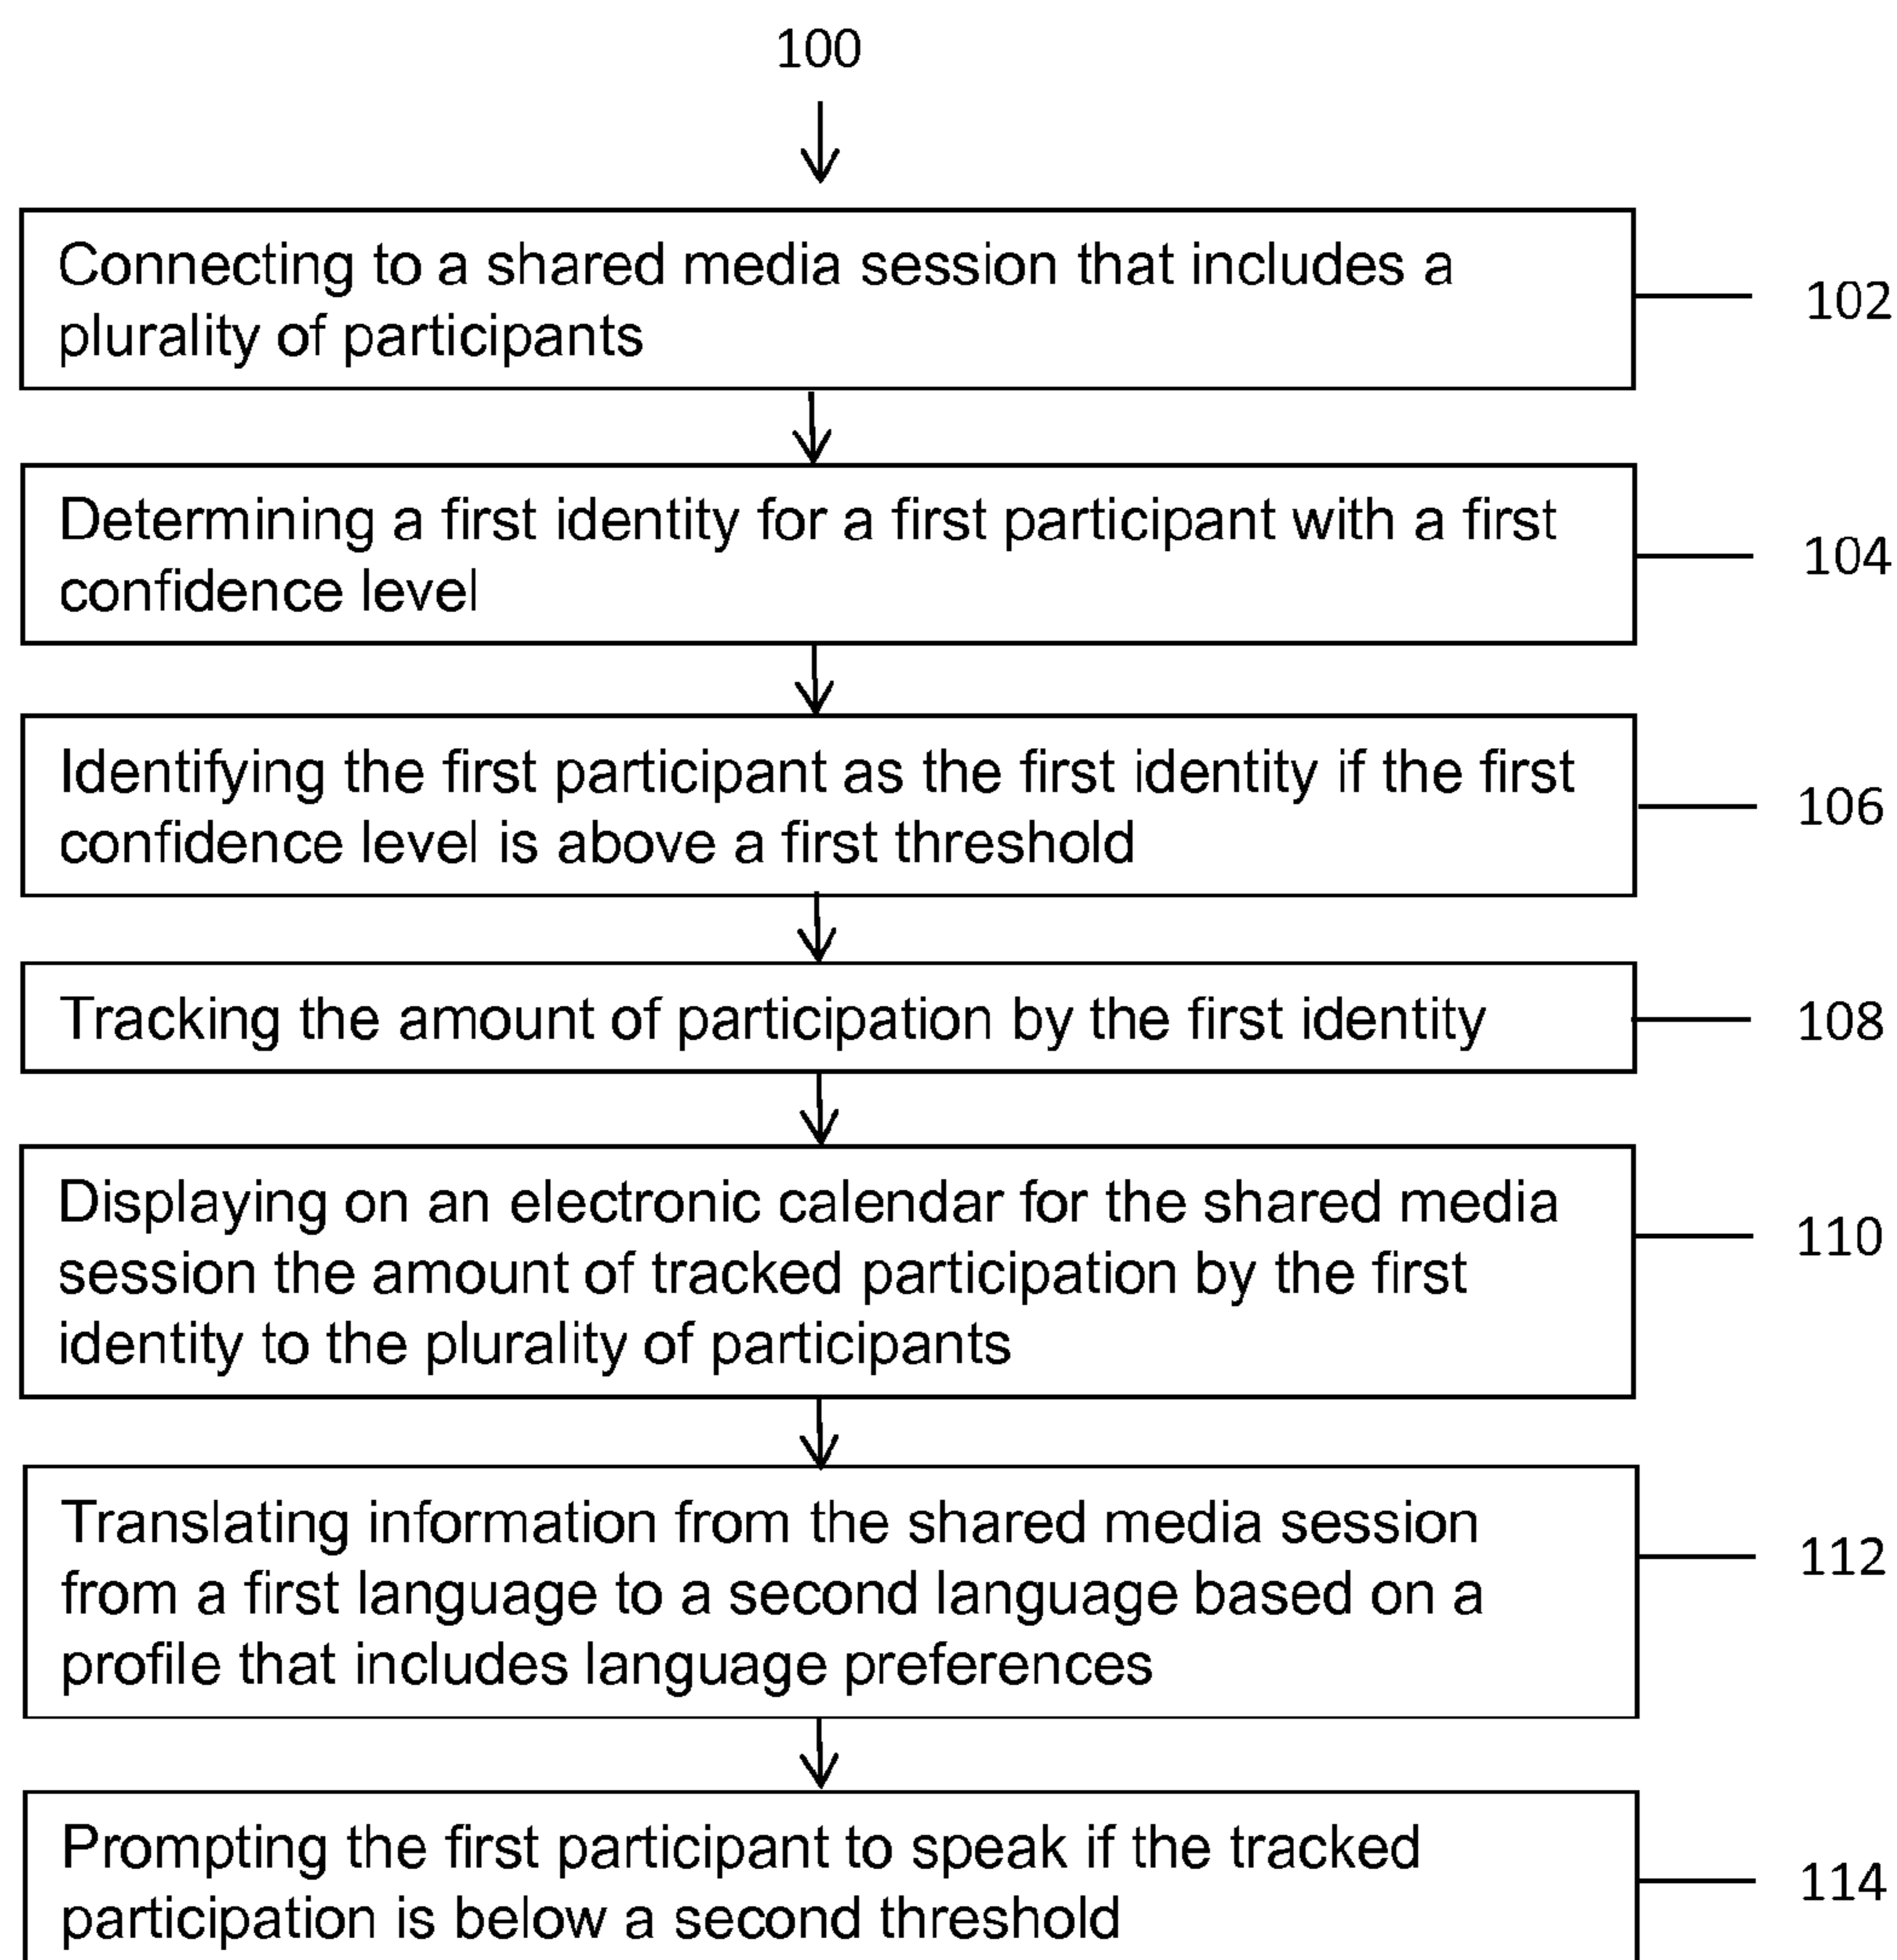 100
Connecting to a shared media session that includes a
plurality of participants
102
Determining a first identity for a first participant with a first
confidence level
104
Identifying the first participant as the first identity if the first
confidence level is above a first threshold
106
Tracking the amount of participation by the first identity
108
Displaying on an electronic calendar for the shared media
session the amount of tracked participation by the first
identity to the plurality of participants
110
Translating information from the shared media session
from a first language to a second language based on a
profile that includes language preferences
112
Prompting the first participant to speak if the tracked
participation is below a second threshold
114